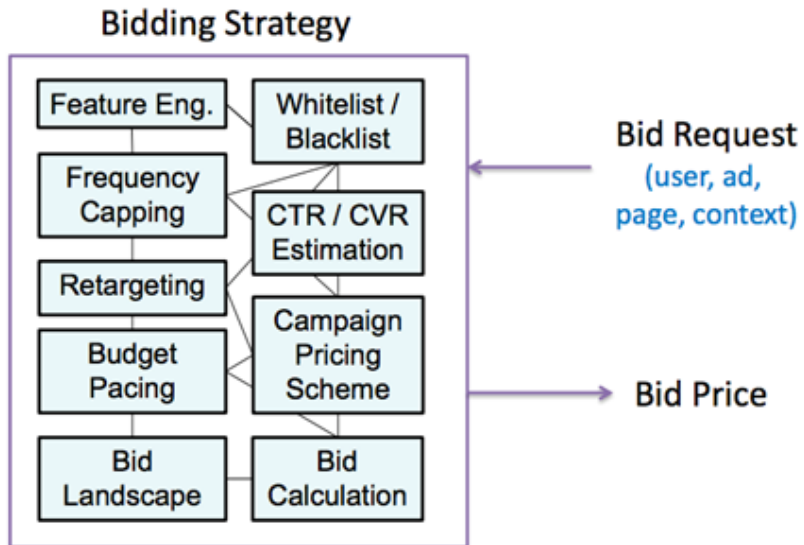 Bidding Strategy
Feature Eng.
Whitelist /
Blacklist
Frequency
Capping
CTR / CVR
Estimation
Retargeting
Campaign
Pricing
Scheme
Budget
Pacing
Bid
Landscape
Bid
Calculation
Bid Request
(user, ad,
page, context)
Bid Price